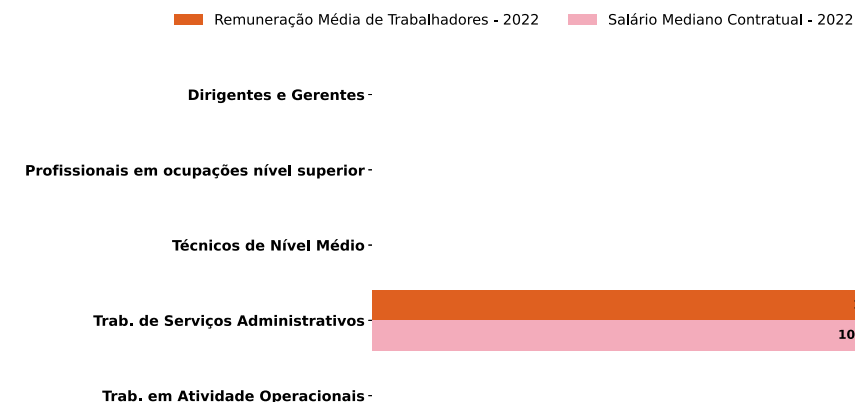 Remuneração Média de Trabalhadores - 2022 Salário Mediano Contratual - 2022
Dirigentes e Gerentes
Profissionais em ocupações nível superior
Técnicos de Nível Médio
Trab. de Serviços Administrativos
10
Trab. em Atividade Operacionais